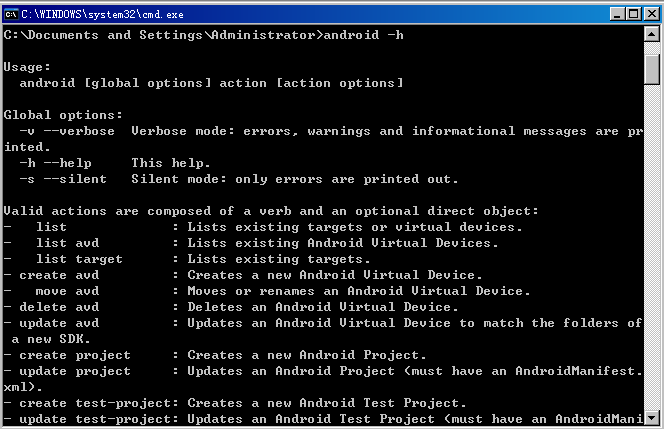 C:\WINDOWS\system32\cmd.exe
C:\Documents and Settings\Administrator>android -h
Usage:
android [global options] action [action options]
Global options:
-v --verbose  Verbose mode: errors, warnings and informational messages are pr
inted.
-h --help     This help.
-s --silent   Silent mode: only errors are printed out.
Valid actions are composed of a verb and an optional direct object:
-   list             : Lists existing targets or virtual devices.
-   list avd         : Lists existing Android Virtual Devices.
-   list target      : Lists existing targets.
- create avd         : Creates a new Android Virtual Device.
-   move avd         : Moves or renames an Android Virtual Device.
- delete avd         : Deletes an Android Virtual Device.
- update avd         : Updates an Android Virtual Device to match the folders of
a new SDK.
- create project     : Creates a new Android Project.
- update project     : Updates an Android Project (must have an AndroidManifest.
xml).
- create test-project: Creates a new Android Test Project.
- update test-project: Updates an Android Test Project (must have an AndroidMani